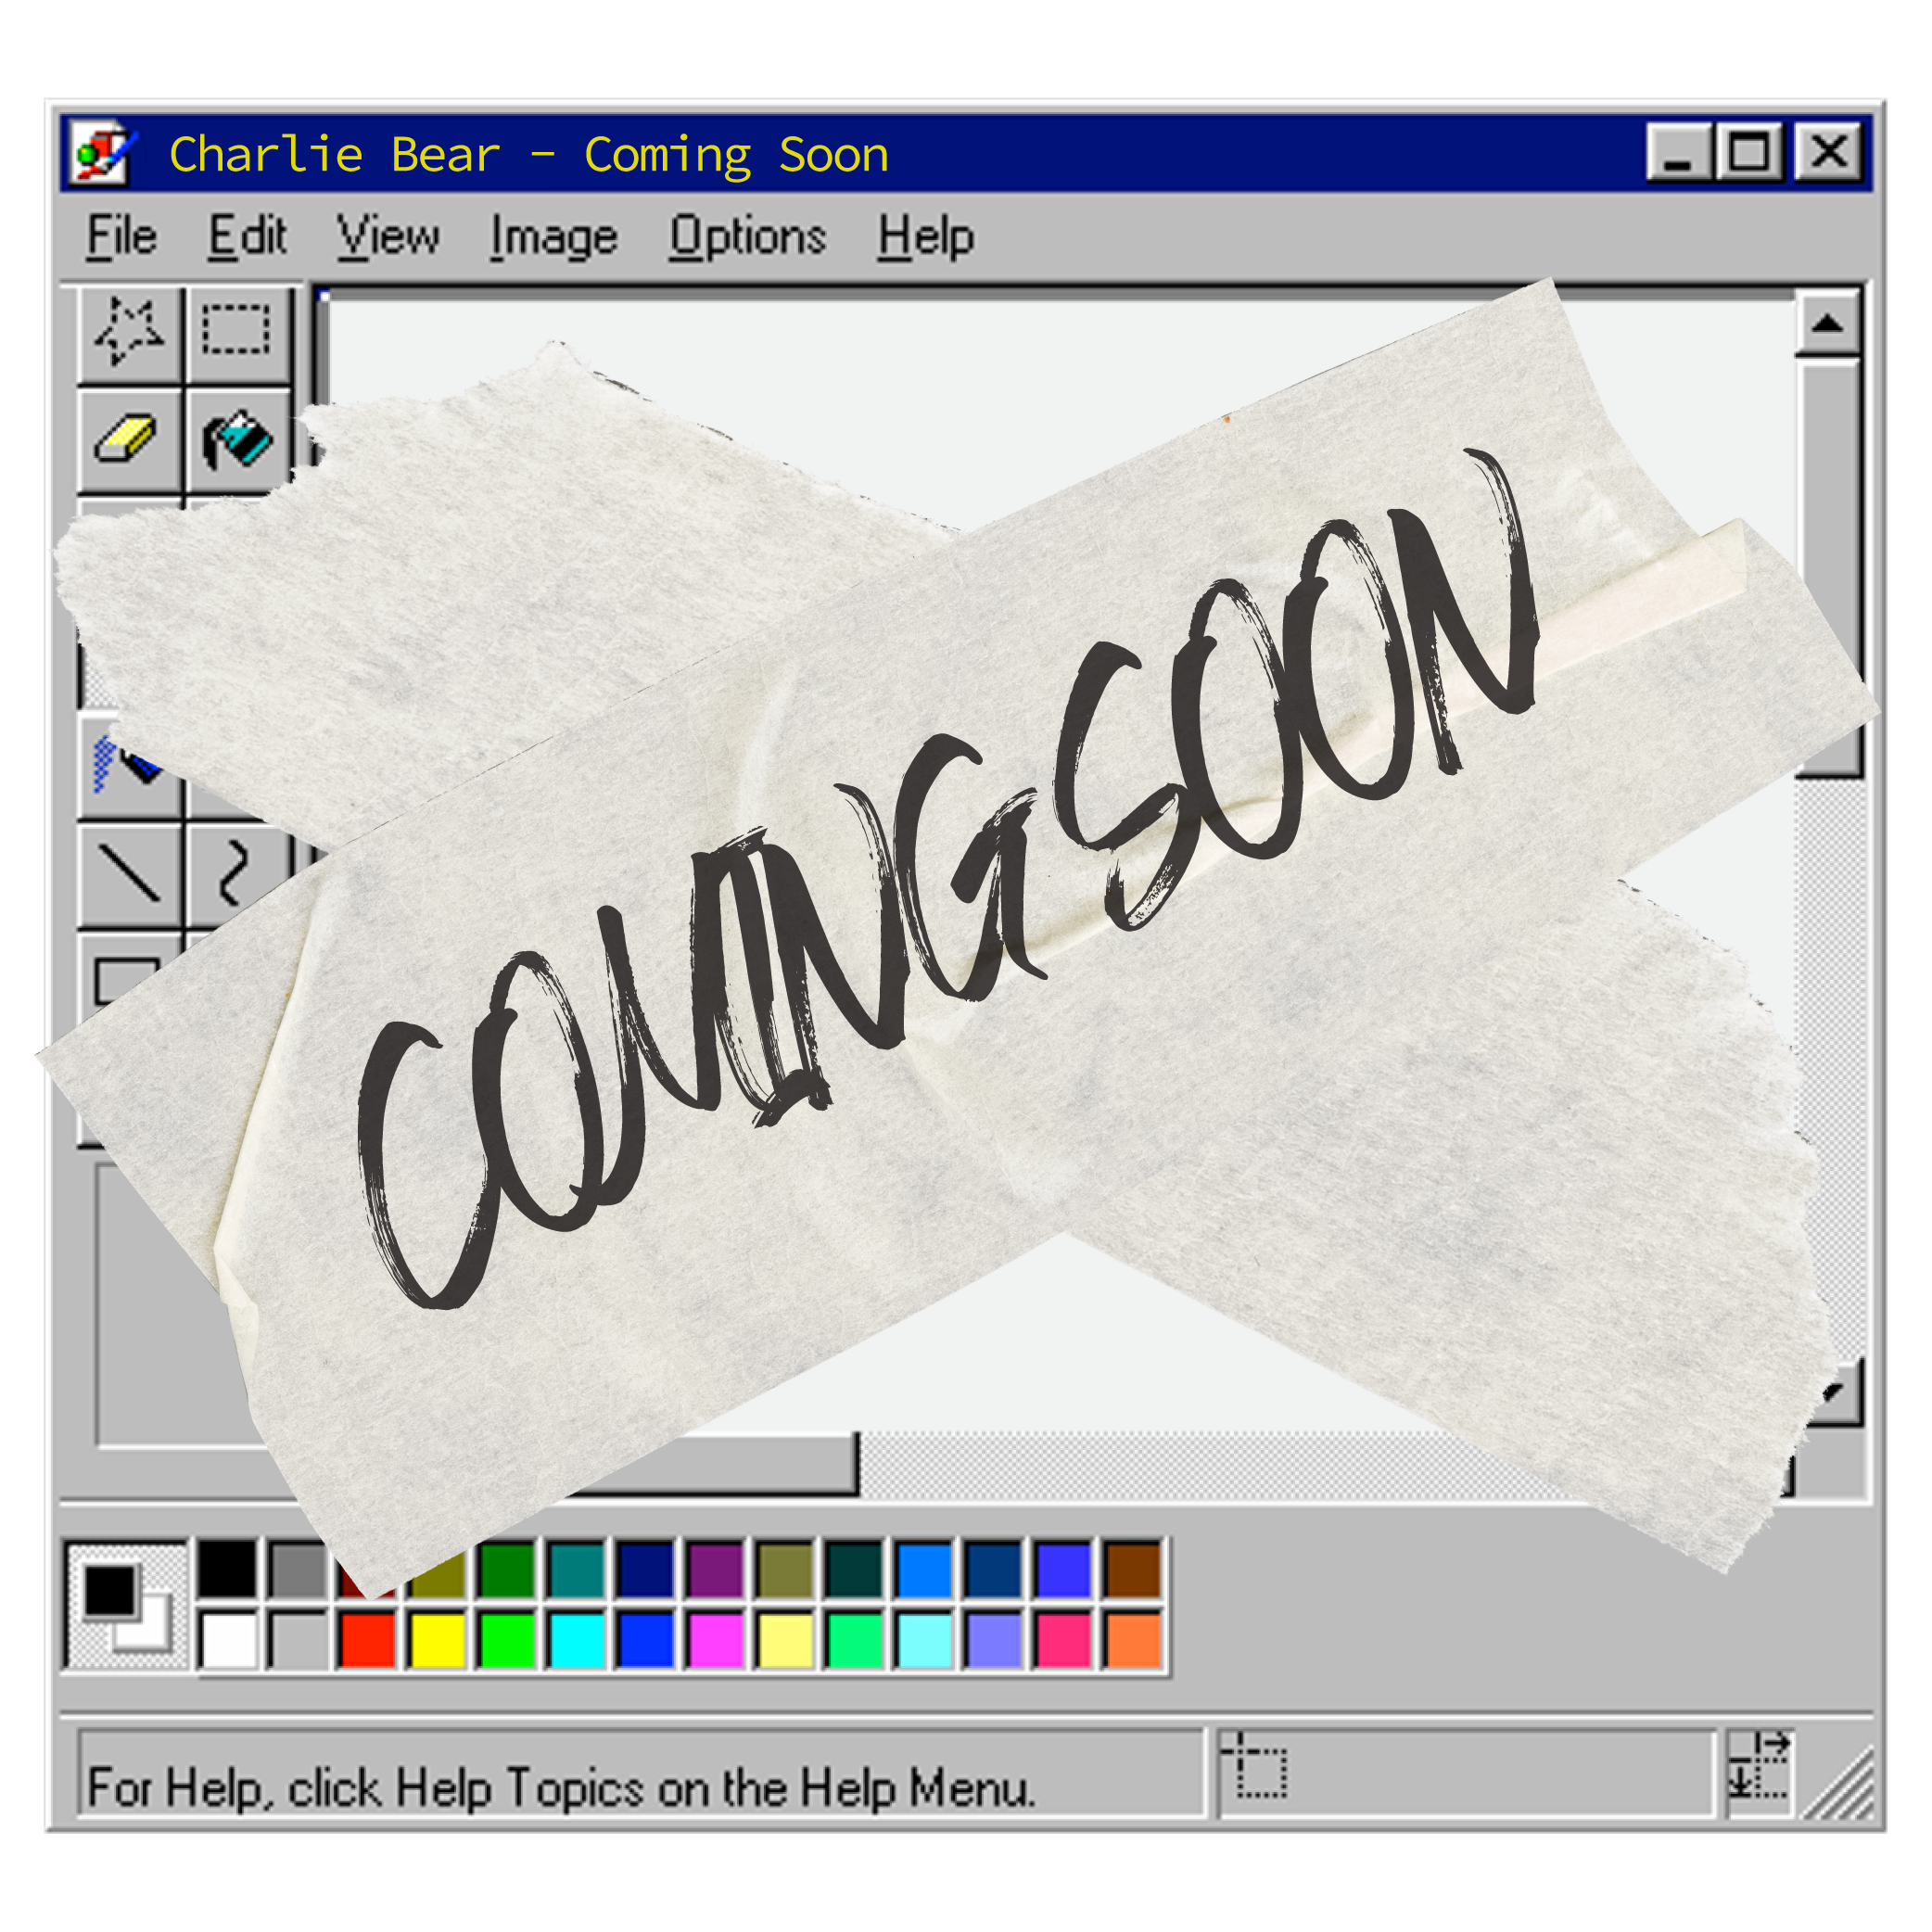 Charlie Bear - Coming Soon
File Edit View Image Options Help
COMING SOON
For Help, click Help Topics on the Help Menu.